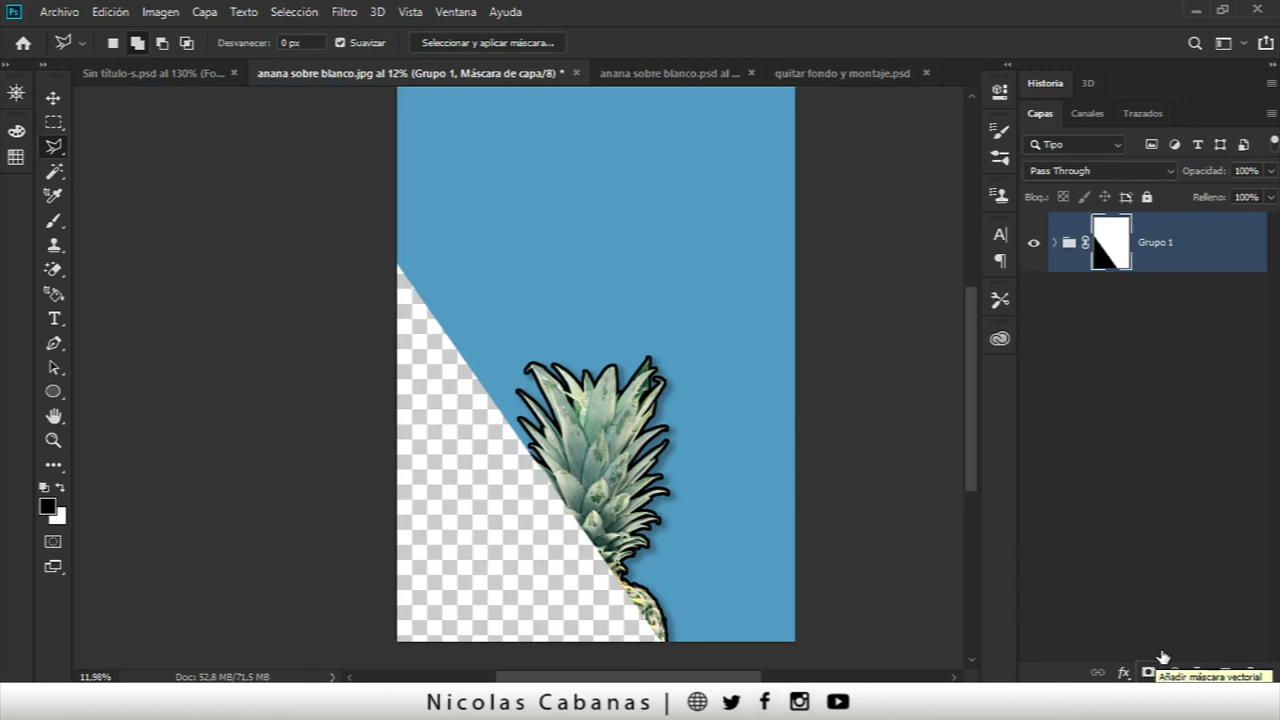 Ps Archivo Edición Imagen Capa Texto Selección Filtro 3D Vista Ventana Ayuda
Desvanecer: 0 px Suavizar Seleccionar y aplicar máscara...
Sin título-s.psd al 130% (Fo... anana sobre blanco.jpg al 12% (Grupo 1, Máscara de capa/8) * anana sobre blanco.psd al ... quitar fondo y montaje.psd
Historia 3D
Capas Canales Trazados
Tipo
Pass Through Opacidad: 100%
Bloq.: Relleno: 100%
Grupo 1
11,98% Doc: 52,8 MB/71,5 MB
fx
Añadir máscara vectorial
Nicolas Cabanas |